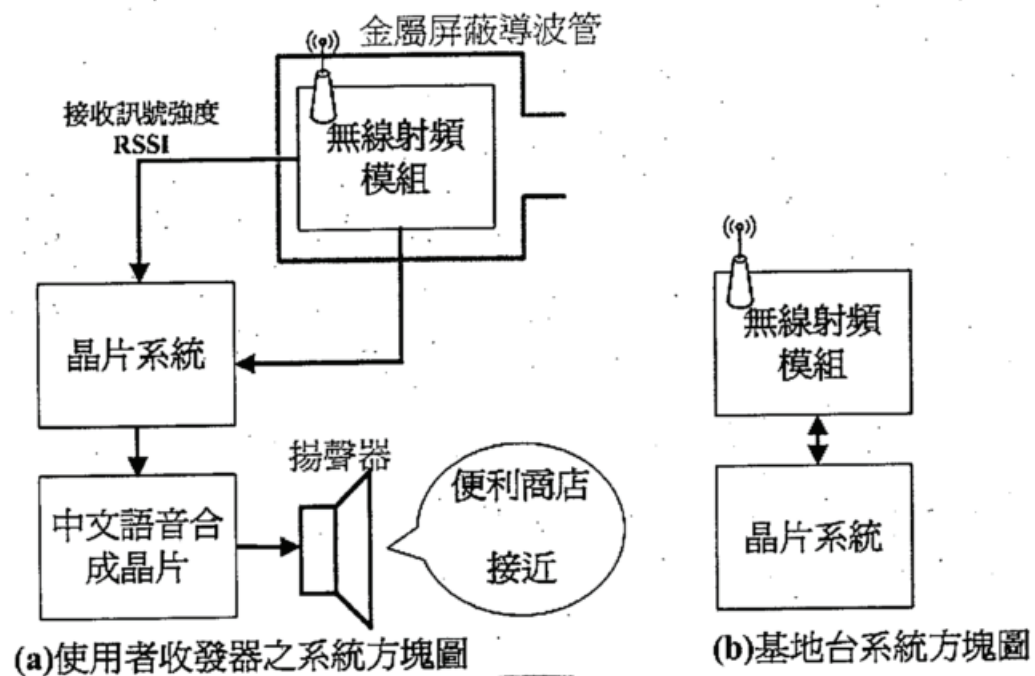 金屬屏蔽導波管
接收訊號強度
RSSI
無線射頻
模組
晶片系統
中文語音合
成晶片
揚聲器
便利商店
接近
(a)使用者收發器之系統方塊圖
無線射頻
模組
晶片系統
(b)基地台系統方塊圖